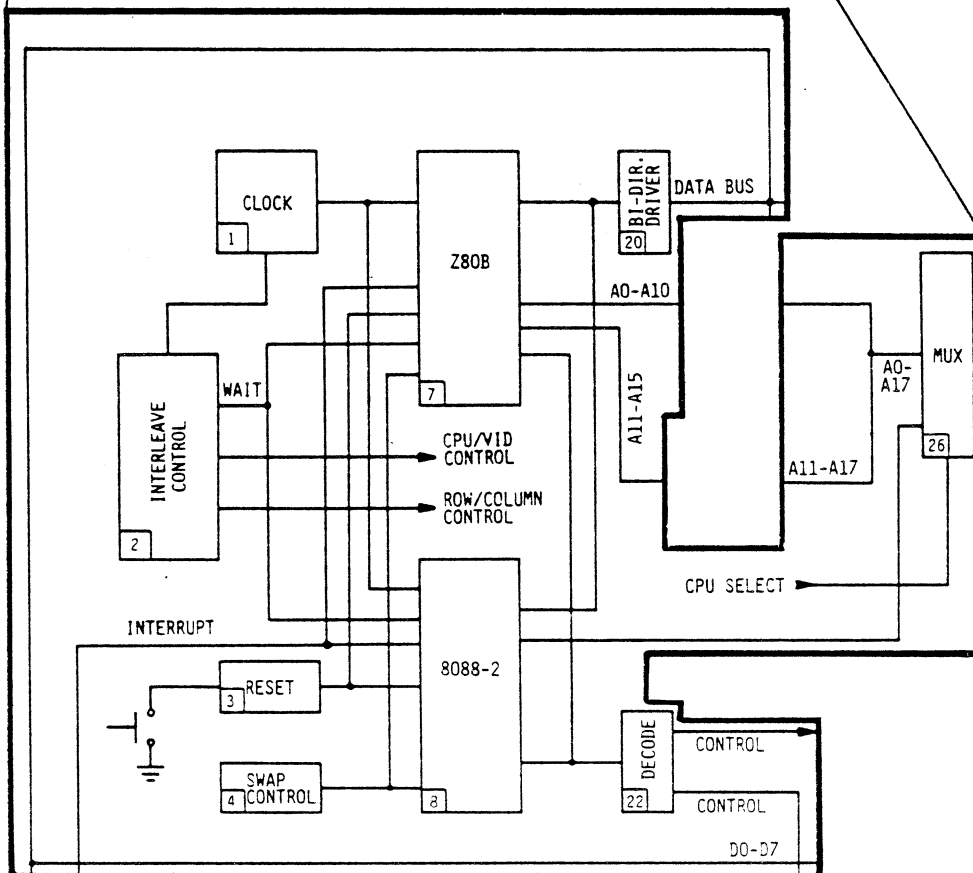 CLOCK
1
Z80B
7
BI-DIR.
DRIVER
20
DATA BUS
A0-A10
A11-A15
MUX
26
A0-
A17
A11-A17
WAIT
INTERLEAVE
CONTROL
2
CPU/VID
CONTROL
ROW/COLUMN
CONTROL
CPU SELECT
INTERRUPT
8088-2
8
RESET
3
SWAP
CONTROL
4
DECODE
22
CONTROL
CONTROL
D0-D7